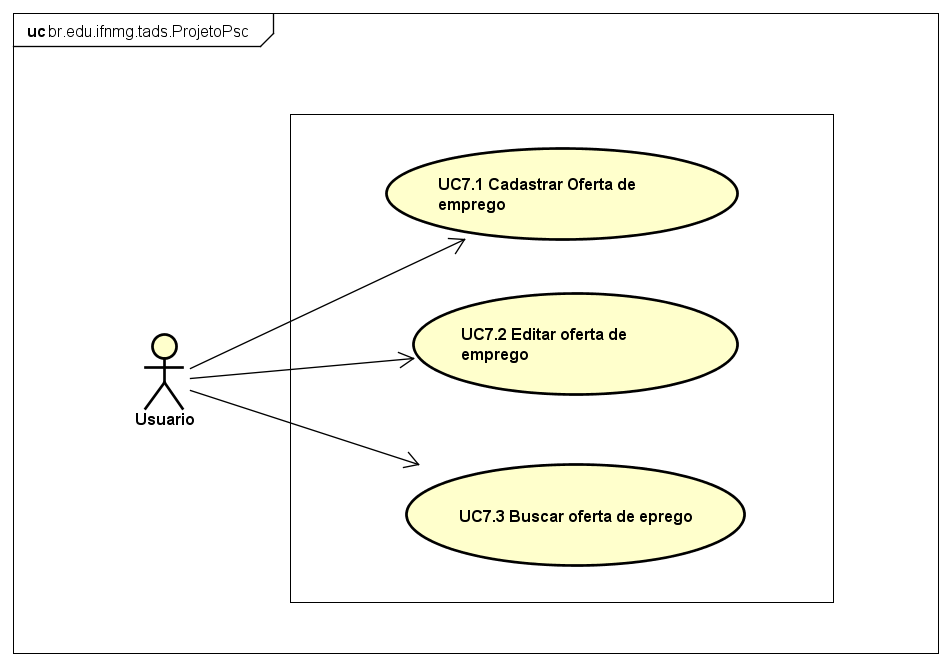 uc br.edu.ifnmg.tads.ProjetoPsc
UC7.1 Cadastrar Oferta de
emprego
UC7.2 Editar oferta de
emprego
Usuario
UC7.3 Buscar oferta de eprego